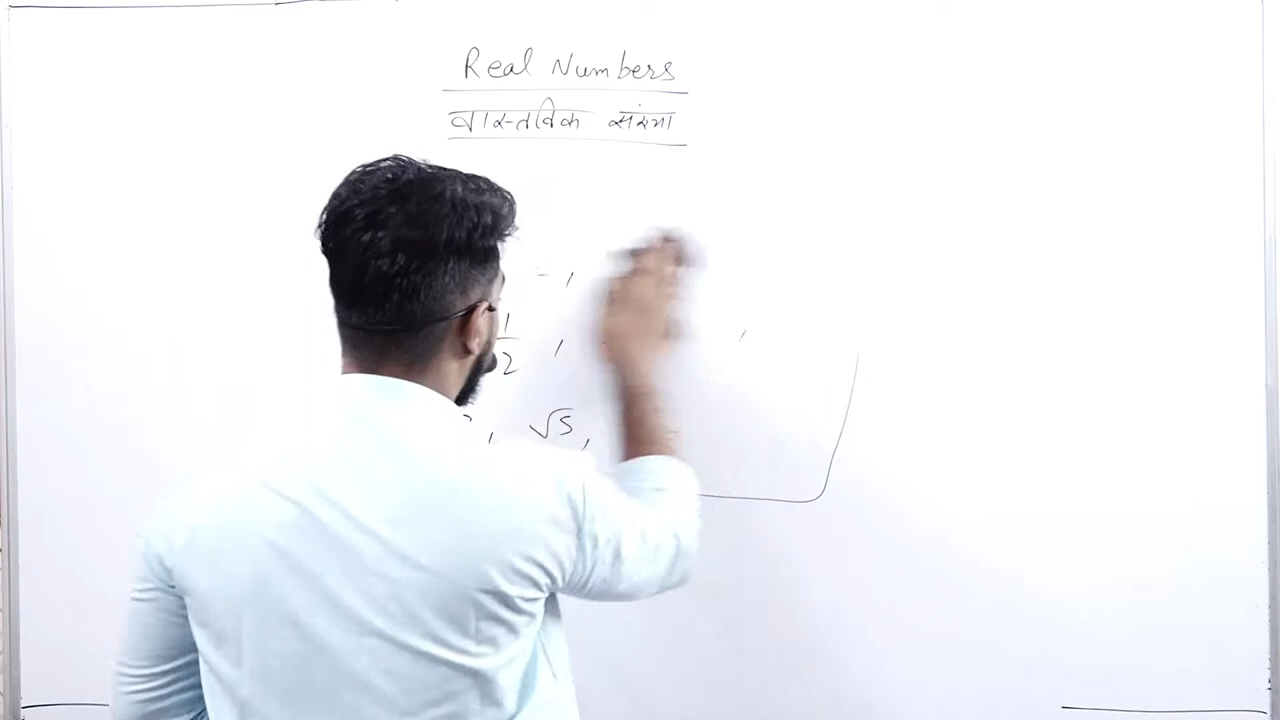 Real Numbers
वास्तविक संख्या
- ,
1/2 ,
, √5 ,